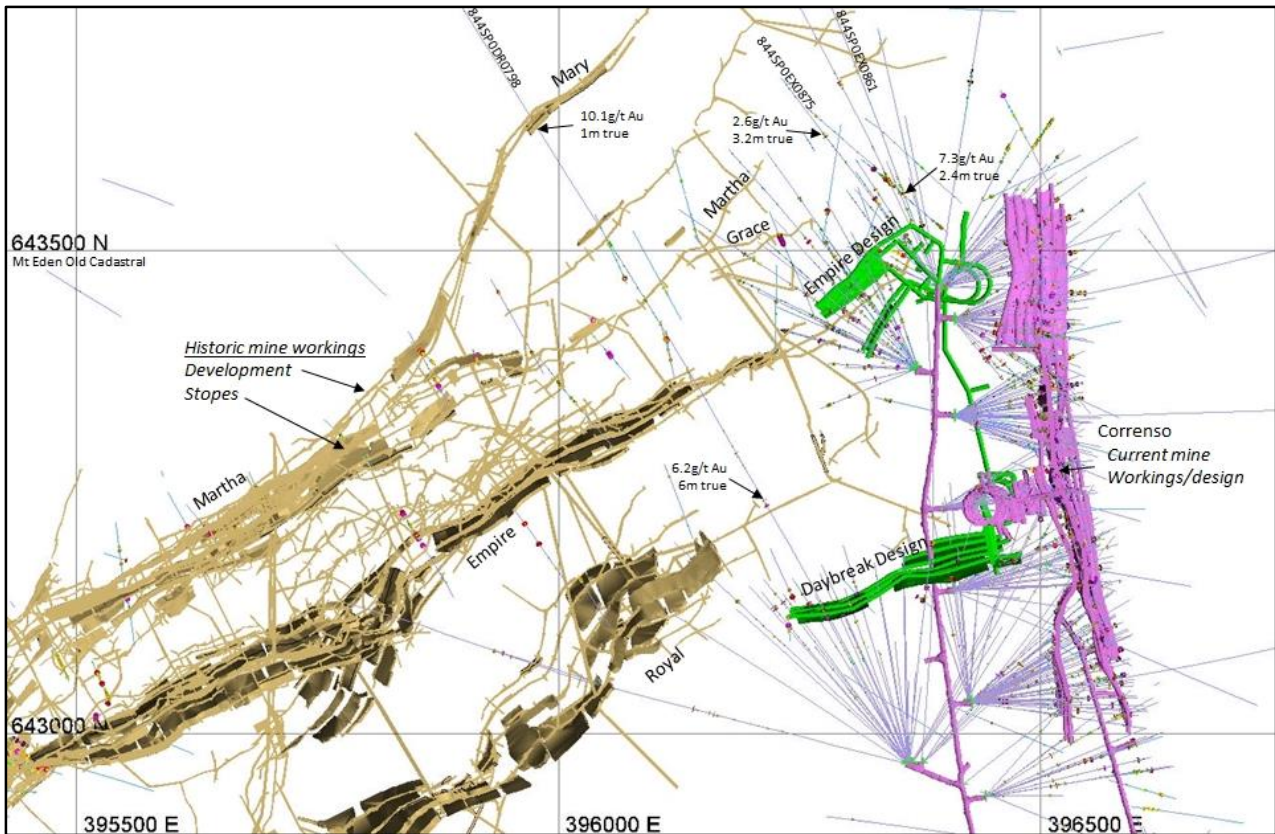 844SP0DR0798
844SP0EX0861
844SP0EX0875
Mary
10.1g/t Au
1m true
2.6g/t Au
3.2m true
7.3g/t Au
2.4m true
Martha
Grace
643500 N
Mt Eden Old Cadastral
Empire Design
Historic mine workings
Development
Stopes
Correnso
Current mine
Workings/design
Martha
6.2g/t Au
6m true
Empire
Daybreak Design
Royal
643000 N
395500 E
396000 E
396500 E